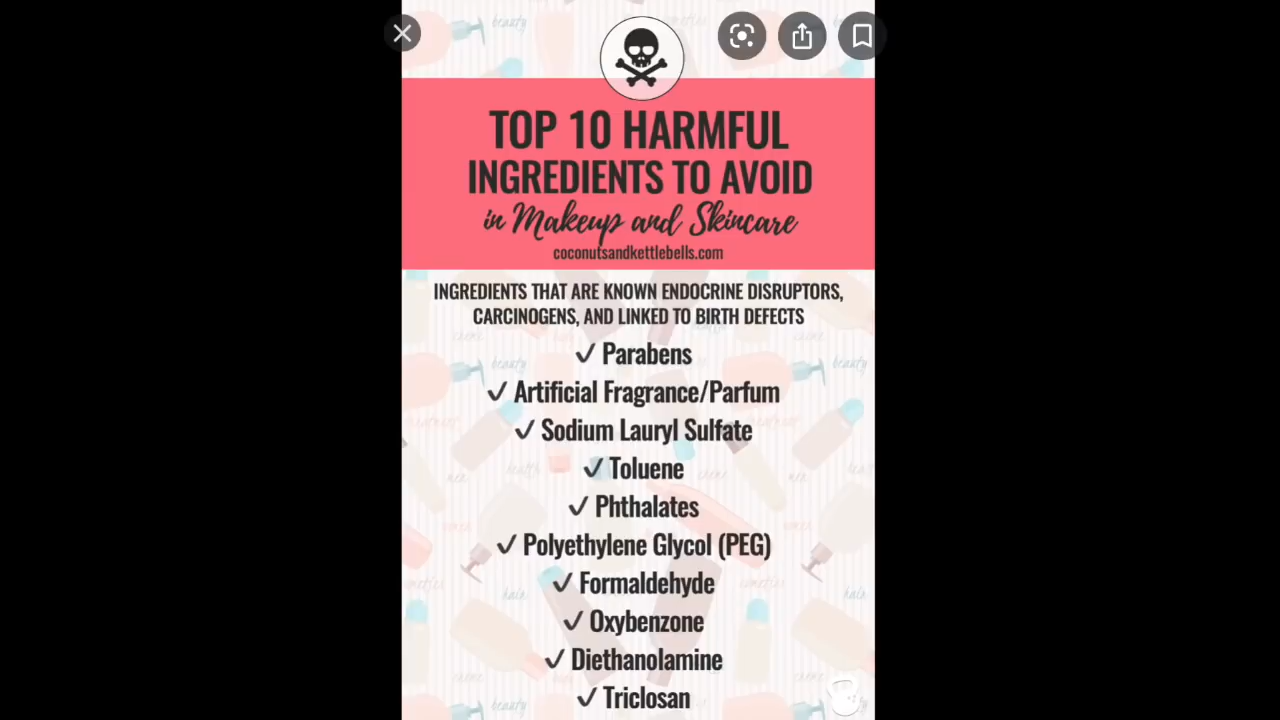 TOP 10 HARMFUL
INGREDIENTS TO AVOID
in Makeup and Skincare
coconutsandkettlebells.com
INGREDIENTS THAT ARE KNOWN ENDOCRINE DISRUPTORS,
CARCINOGENS, AND LINKED TO BIRTH DEFECTS
✓ Parabens
✓ Artificial Fragrance/Parfum
✓ Sodium Lauryl Sulfate
✓ Toluene
✓ Phthalates
✓ Polyethylene Glycol (PEG)
✓ Formaldehyde
✓ Oxybenzone
✓ Diethanolamine
✓ Triclosan